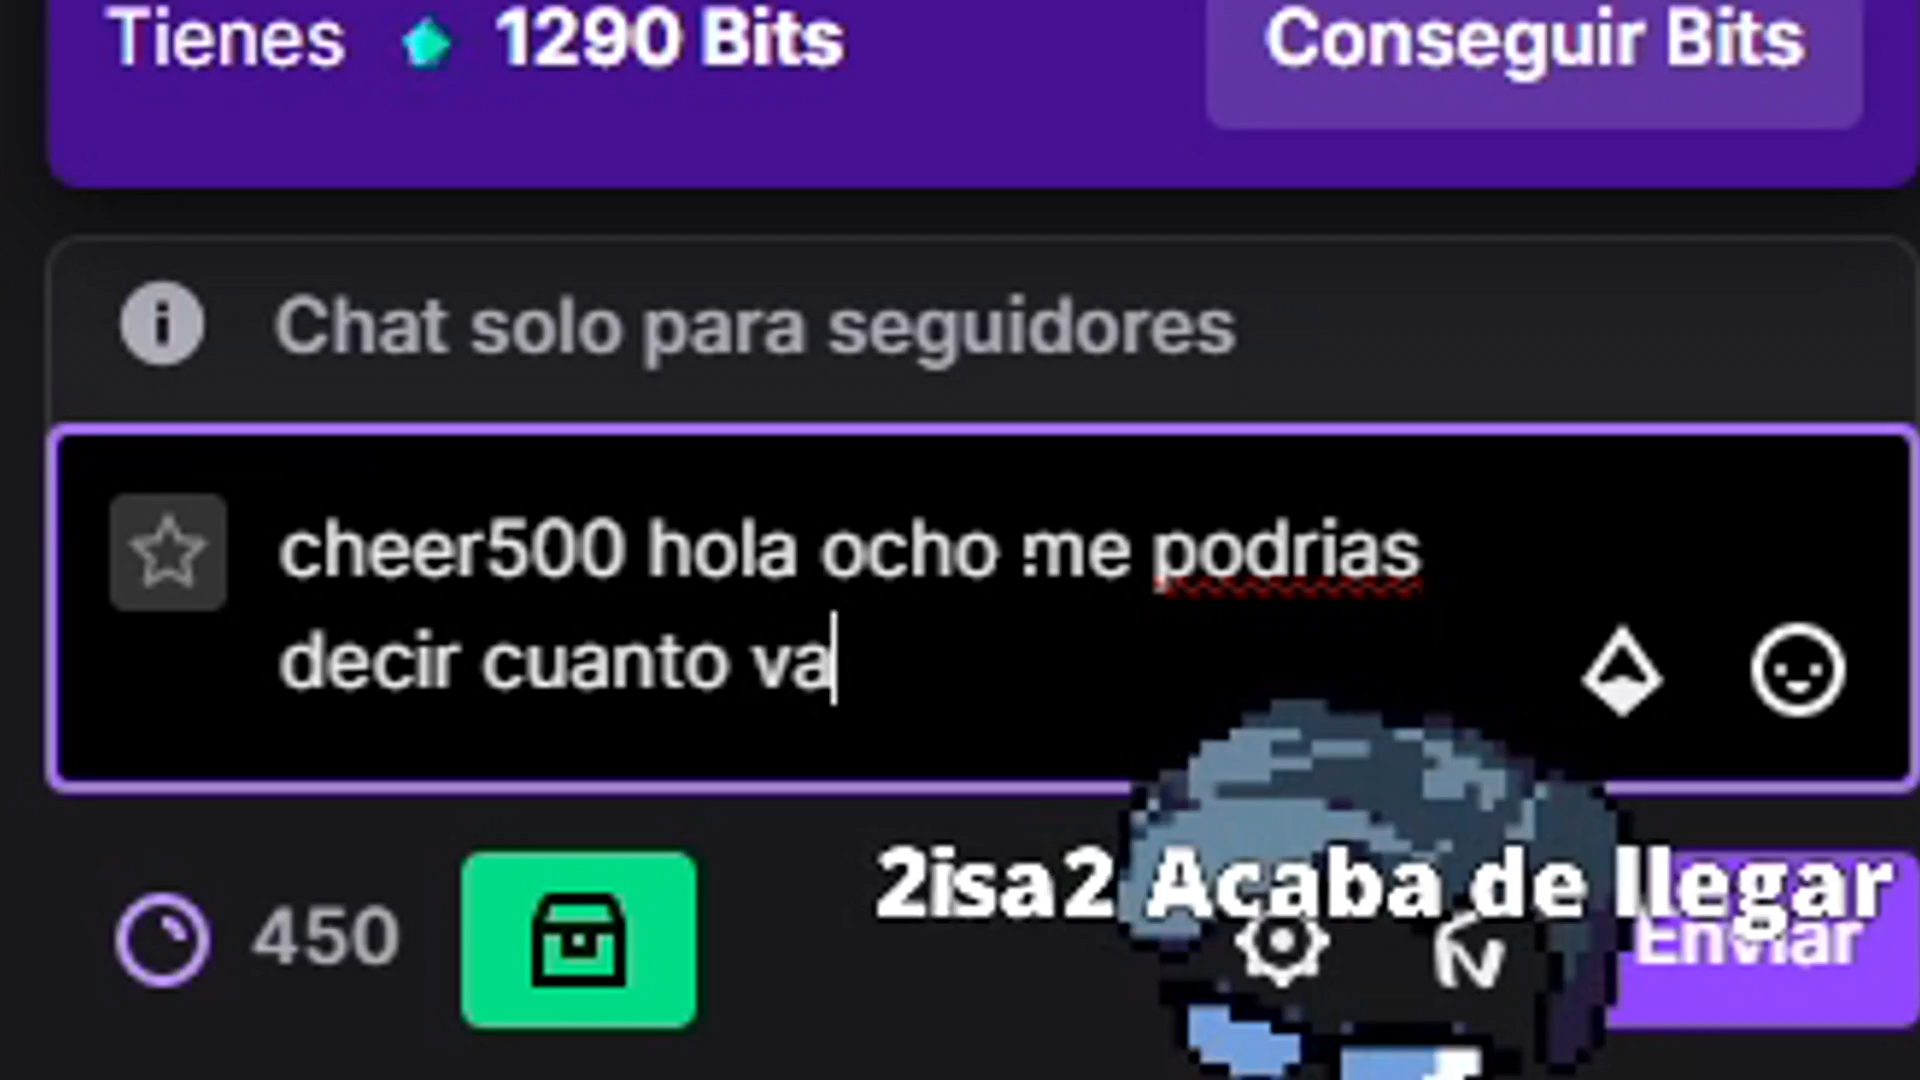 Tienes 1290 Bits Conseguir Bits
Chat solo para seguidores
cheer500 hola ocho me podrias
decir cuanto va
450
2isa2 Acaba de llegar
Enviar